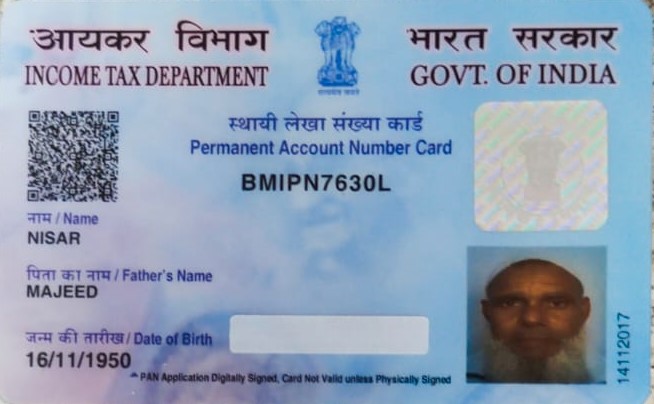 आयकर विभाग
INCOME TAX DEPARTMENT
भारत सरकार
GOVT. OF INDIA
सत्यमेव जयते
स्थायी लेखा संख्या कार्ड
Permanent Account Number Card
BMIPN7630L
नाम / Name
NISAR
पिता का नाम / Father's Name
MAJEED
जन्म की तारीख / Date of Birth
16/11/1950
PAN Application Digitally Signed, Card Not Valid unless Physically Signed
14112017